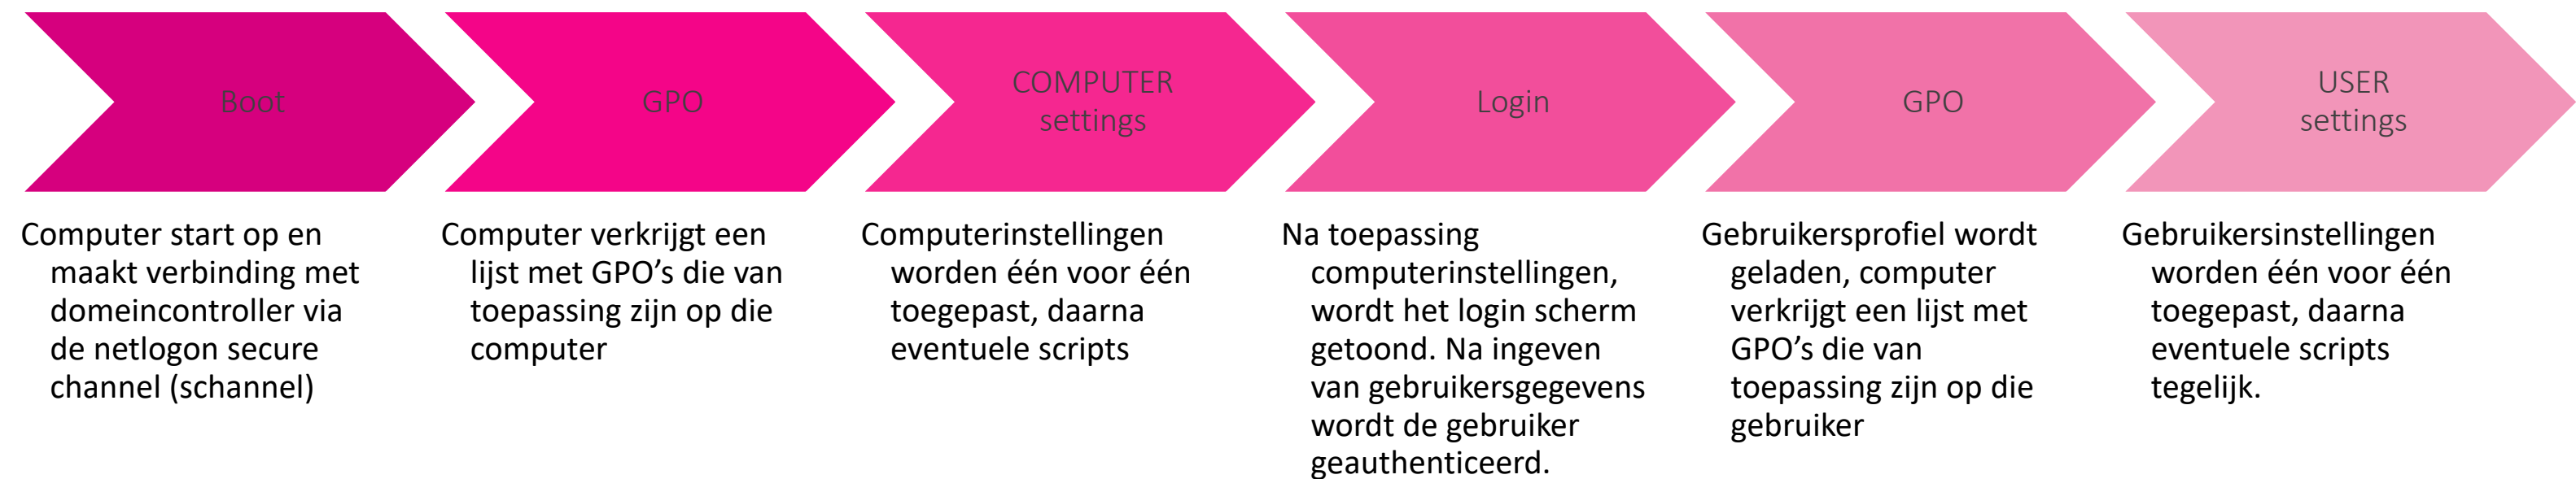 Boot
Computer start op en
maakt verbinding met
domeincontroller via
de netlogon secure
channel (schannel)
GPO
Computer verkrijgt een
lijst met GPO’s die van
toepassing zijn op die
computer
COMPUTER
settings
Computerinstellingen
worden één voor één
toegepast, daarna
eventuele scripts
Login
Na toepassing
computerinstellingen,
wordt het login scherm
getoond. Na ingeven
van gebruikersgegevens
wordt de gebruiker
geauthenticeerd.
GPO
Gebruikersprofiel wordt
geladen, computer
verkrijgt een lijst met
GPO’s die van
toepassing zijn op die
gebruiker
USER
settings
Gebruikersinstellingen
worden één voor één
toegepast, daarna
eventuele scripts
tegelijk.